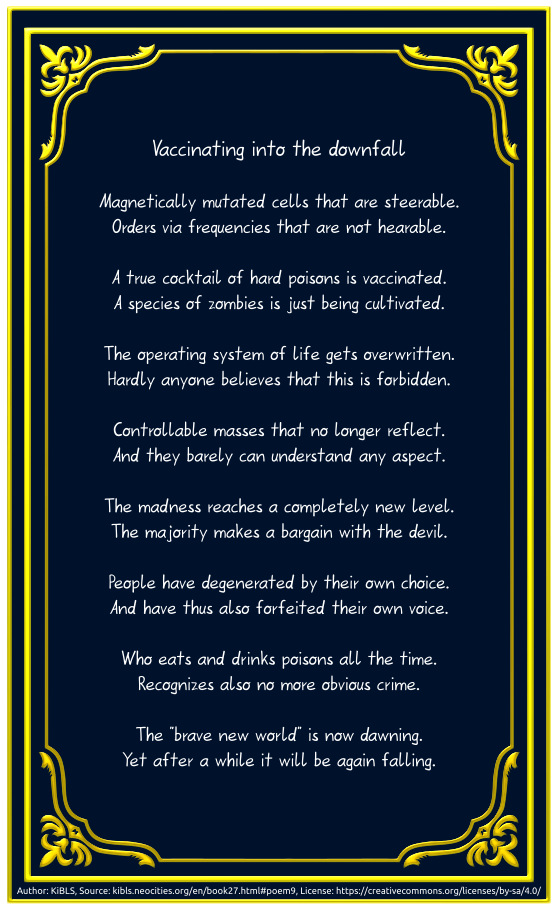 Vaccinating into the downfall
Magnetically mutated cells that are steerable.
Orders via frequencies that are not hearable.
A true cocktail of hard poisons is vaccinated.
A species of zombies is just being cultivated.
The operating system of life gets overwritten.
Hardly anyone believes that this is forbidden.
Controllable masses that no longer reflect.
And they barely can understand any aspect.
The madness reaches a completely new level.
The majority makes a bargain with the devil.
People have degenerated by their own choice.
And have thus also forfeited their own voice.
Who eats and drinks poisons all the time.
Recognizes also no more obvious crime.
The "brave new world" is now dawning.
Yet after a while it will be again falling.
Author: KiBLS, Source: kibls.neocities.org/en/book27.html#poem9, License: https://creativecommons.org/licenses/by-sa/4.0/